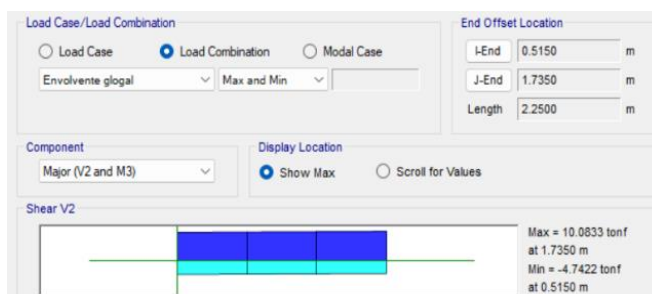 Load Case/Load Combination
Load Case Load Combination Modal Case
Envolvente glogal Max and Min
End Offset Location
I-End 0.5150 m
J-End 1.7350 m
Length 2.2500 m
Component
Major (V2 and M3)
Display Location
Show Max Scroll for Values
Shear V2
Max = 10.0833 tonf
at 1.7350 m
Min = -4.7422 tonf
at 0.5150 m